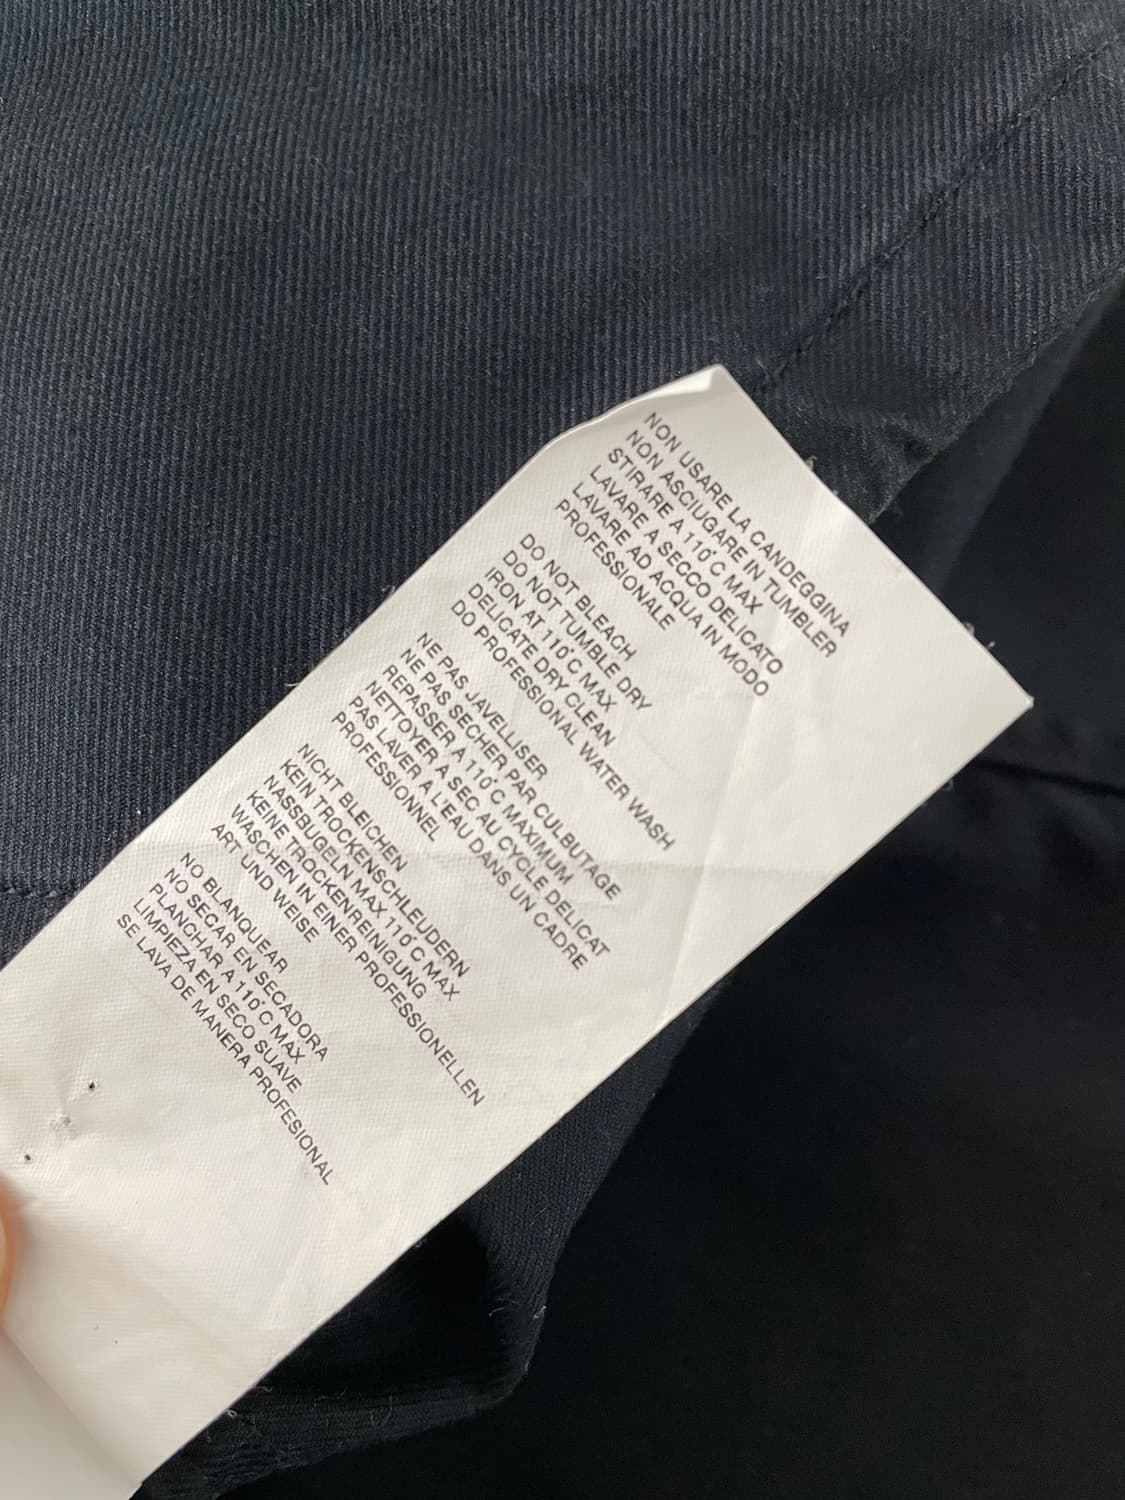 NON USARE LA CANDEGGINA
NON ASCIUGARE IN TUMBLER
STIRARE A 110°C MAX
LAVARE A SECCO DELICATO
LAVARE AD ACQUA IN MODO
PROFESSIONALE
DO NOT BLEACH
DO NOT TUMBLE DRY
IRON AT 110°C MAX
DELICATE DRY CLEAN
DO PROFESSIONAL WATER WASH
NE PAS JAVELLISER
NE PAS SECHER PAR CULBUTAGE
REPASSER A 110°C MAXIMUM
NETTOYER A SEC AU CYCLE DELICAT
PAS LAVER A L'EAU DANS UN CADRE
PROFESSIONNEL
NICHT BLEICHEN
KEIN TROCKENSCHLEUDERN
NASSBUGELN MAX 110°C MAX
KEINE TROCKENREINIGUNG
WASCHEN IN EINER PROFESSIONELLEN
ART UND WEISE
NO BLANQUEAR
NO SECAR EN SECADORA
PLANCHAR A 110°C MAX
LIMPIEZA EN SECO SUAVE
SE LAVA DE MANERA PROFESIONAL